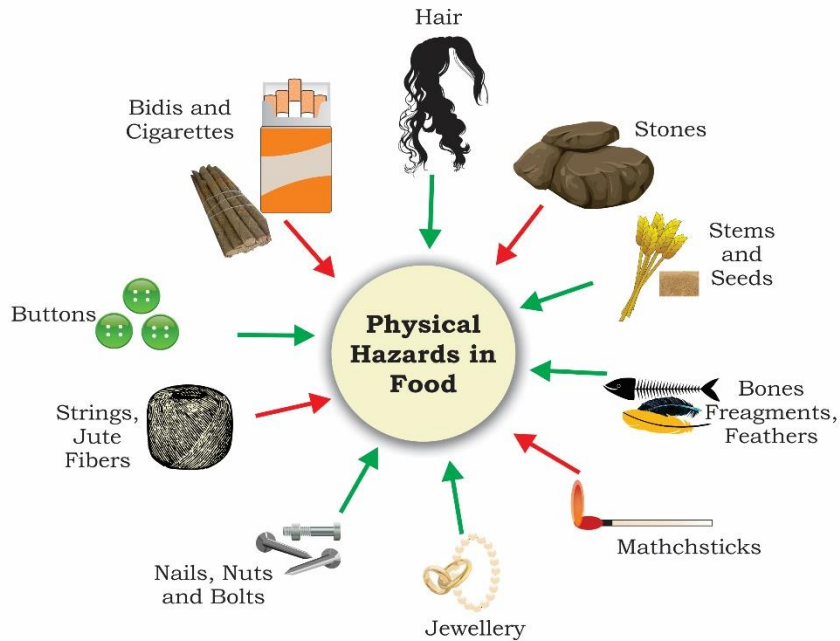 Hair
Bidis and
Cigarettes
Stones
Stems
and
Seeds
Buttons
Physical
Hazards in
Food
Bones
Freagments,
Feathers
Strings,
Jute
Fibers
Mathchsticks
Nails, Nuts
and Bolts
Jewellery